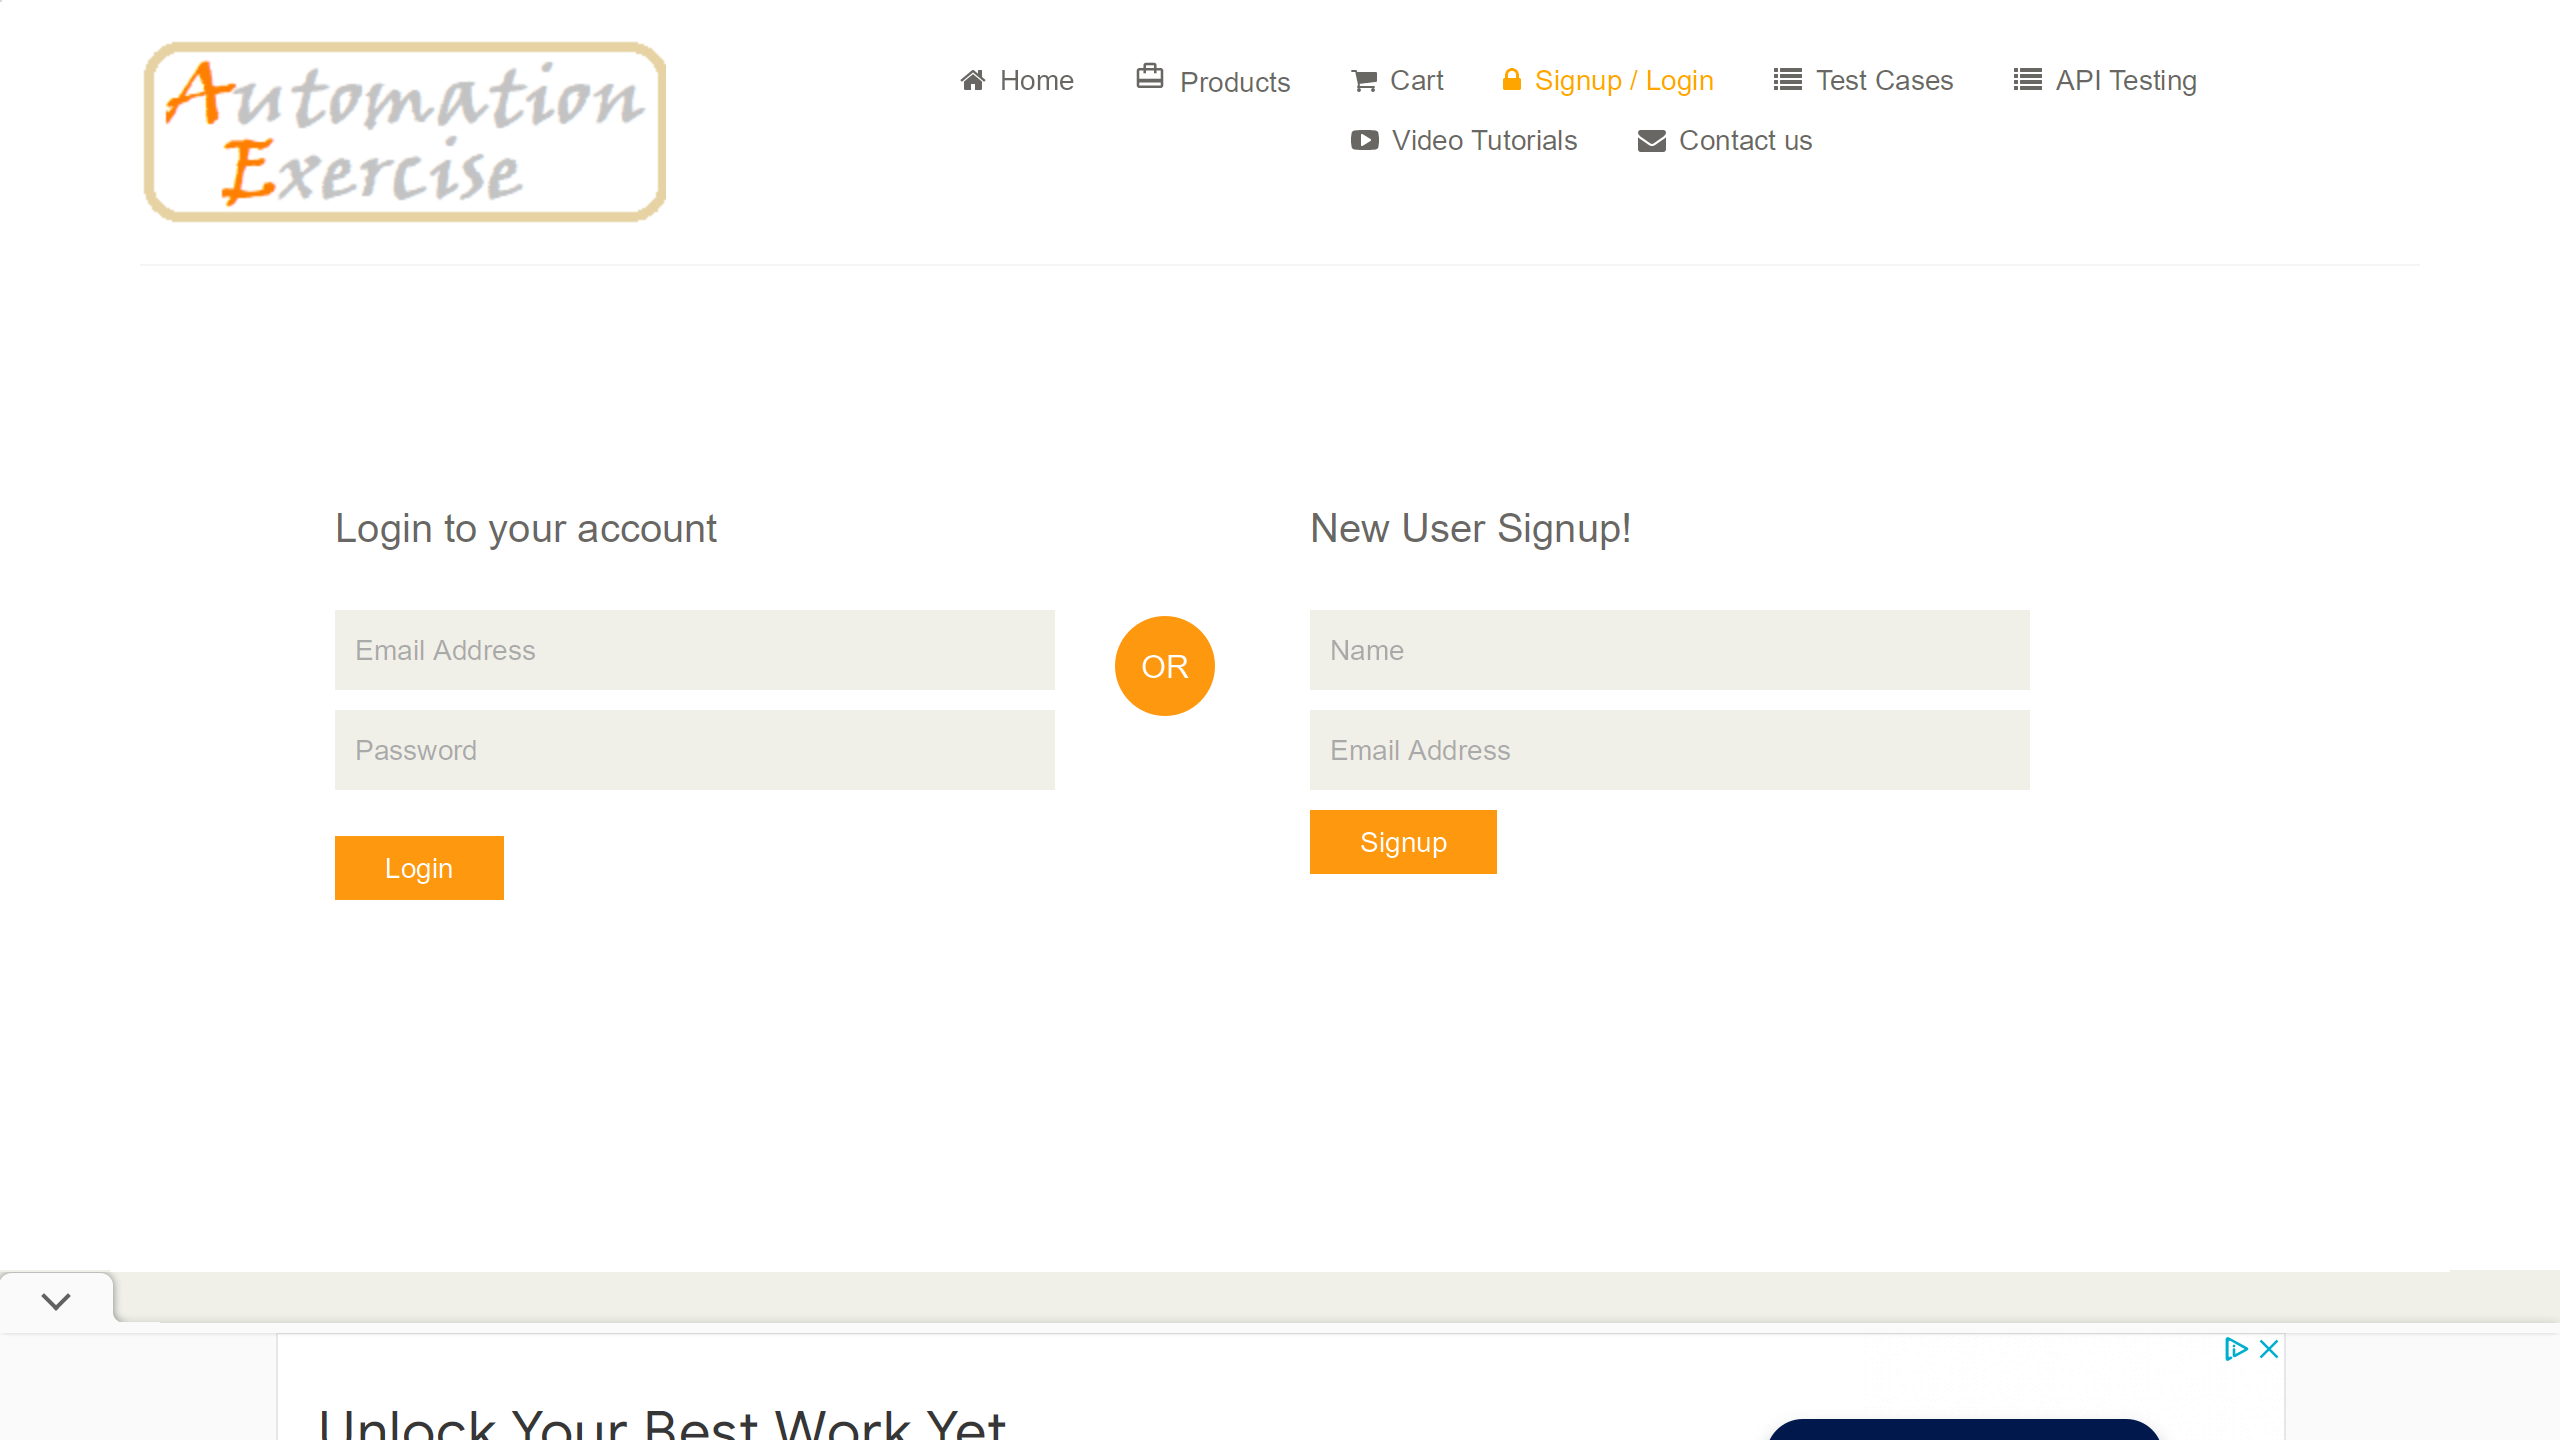 Automation
Exercise
Home
Products
Cart
Signup / Login
Test Cases
API Testing
Video Tutorials
Contact us
Login to your account
Email Address
Password
Login
OR
New User Signup!
Name
Email Address
Signup
Unlock Your Best Work Yet